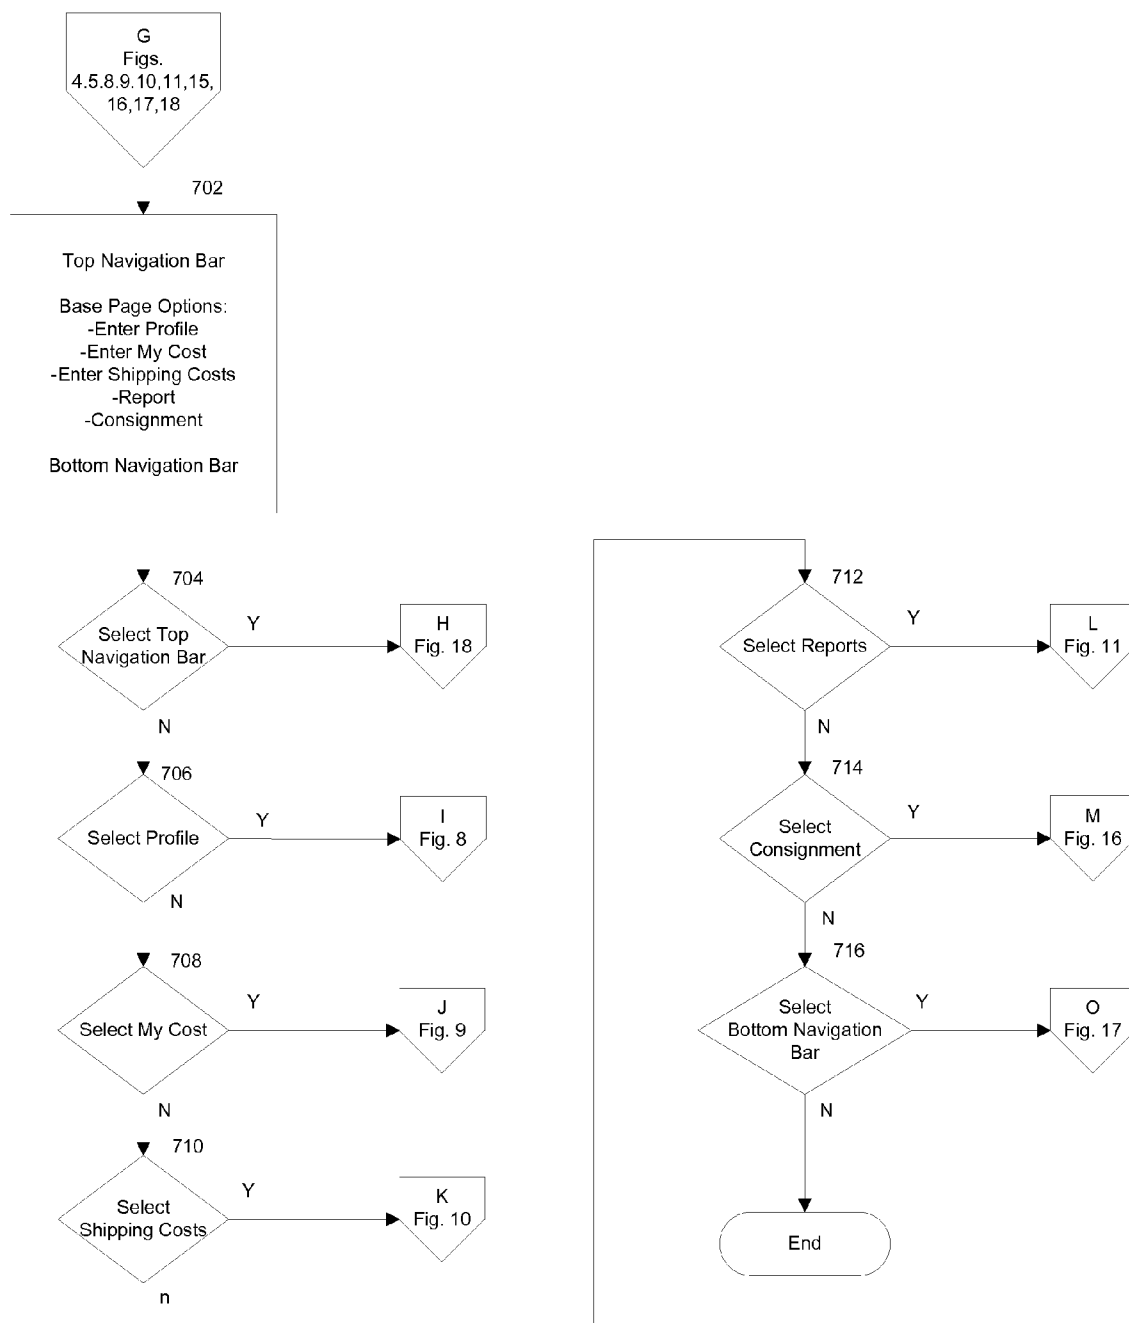 G
Figs.
4.5.8.9.10,11,15,
16,17,18
702
Top Navigation Bar
Base Page Options:
-Enter Profile
-Enter My Cost
-Enter Shipping Costs
-Report
-Consignment
Bottom Navigation Bar
704
Select Top
Navigation Bar
Y
H
Fig. 18
N
706
Select Profile
Y
I
Fig. 8
N
708
Select My Cost
Y
J
Fig. 9
N
710
Select
Shipping Costs
Y
K
Fig. 10
n
712
Select Reports
Y
L
Fig. 11
N
714
Select
Consignment
Y
M
Fig. 16
N
716
Select
Bottom Navigation
Bar
Y
O
Fig. 17
N
End